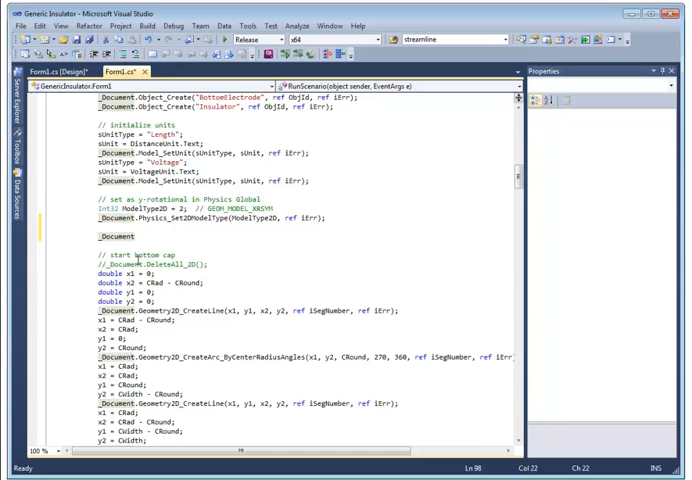 Generic Insulator - Microsoft Visual Studio
File Edit View Refactor Project Build Debug Team Data Tools Test Analyze Window Help
Release x64 streamline
Form1.cs [Design]* Form1.cs*
GenericInsulator.Form1 RunScenario(object sender, EventArgs e)
_Document.Object_Create("BottomElectrode", ref ObjId, ref iErr);
_Document.Object_Create("Insulator", ref ObjId, ref iErr);
// initialize units
sUnitType = "Length";
sUnit = DistanceUnit.Text;
_Document.Model_SetUnit(sUnitType, sUnit, ref iErr);
sUnitType = "Voltage";
sUnit = VoltageUnit.Text;
_Document.Model_SetUnit(sUnitType, sUnit, ref iErr);
// set as y-rotational in Physics Global
Int32 ModelType2D = 2; // GEOM_MODEL_XRSYM
_Document.Physics_Set2DModelType(ModelType2D, ref iErr);
_Document
// start bottom cap
//_Document.DeleteAll_2D();
double x1 = 0;
double x2 = CRad - CRound;
double y1 = 0;
double y2 = 0;
_Document.Geometry2D_CreateLine(x1, y1, x2, y2, ref iSegNumber, ref iErr);
x1 = CRad - CRound;
x2 = CRad;
y1 = 0;
y2 = CRound;
_Document.Geometry2D_CreateArc_ByCenterRadiusAngles(x1, y2, CRound, 270, 360, ref iSegNumber, ref iErr)
x1 = CRad;
x2 = CRad;
y1 = CRound;
y2 = CWidth - CRound;
_Document.Geometry2D_CreateLine(x1, y1, x2, y2, ref iSegNumber, ref iErr);
x1 = CRad;
x2 = CRad - CRound;
y1 = CWidth - CRound;
y2 = CWidth;
100 %
Server Explorer
Toolbox
Data Sources
Properties
Ready Ln 98 Col 22 Ch 22 INS